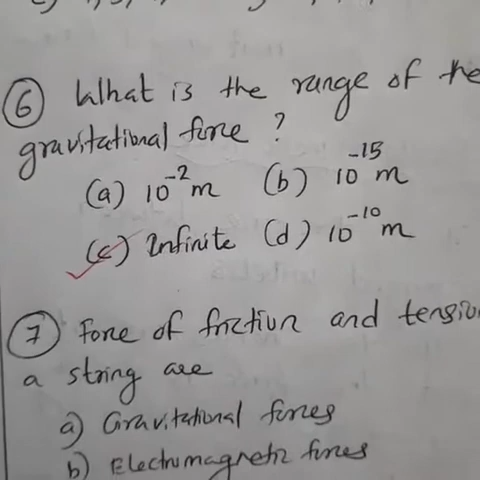 ⑥ What is the range of the
gravitational force ?
(a) 10⁻² m (b) 10⁻¹⁵ m
(c) Infinite (d) 10⁻¹⁰ m
⑦ Force of friction and
a string are
a) Gravitational forces
b) Electromagnetic forces